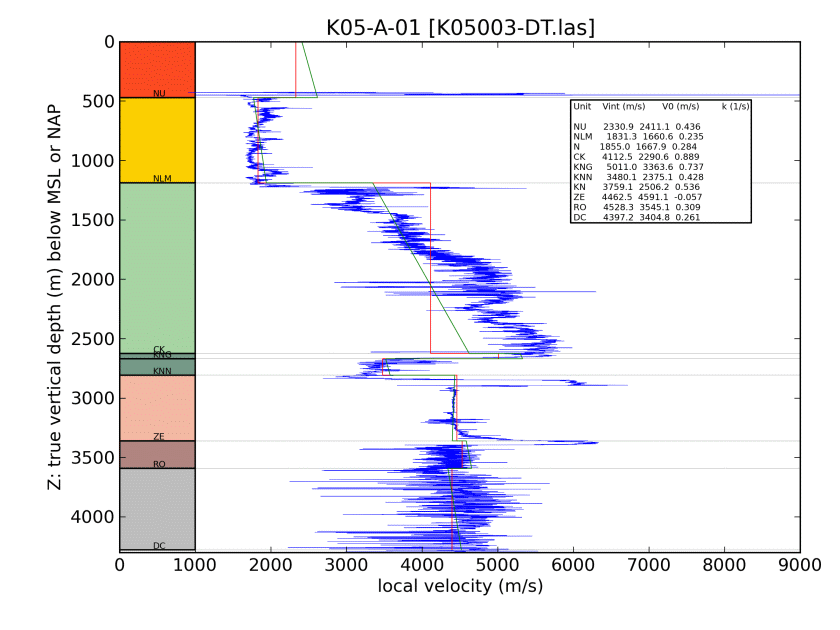 K05-A-01 [K05003-DT.las]
0
500
1000
1500
2000
2500
3000
3500
4000
Z: true vertical depth (m) below MSL or NAP
NU
NLM
CK
KNG
KNN
ZE
RO
DC
Unit Vint (m/s) V0 (m/s) k (1/s)
NU 2330.9 2411.1 0.436
NLM 1831.3 1660.6 0.235
N 1855.0 1667.9 0.284
CK 4112.5 2290.6 0.889
KNG 5011.0 3363.6 0.737
KNN 3480.1 2375.1 0.428
KN 3759.1 2506.2 0.536
ZE 4462.5 4591.1 -0.057
RO 4528.3 3545.1 0.309
DC 4397.2 3404.8 0.261
0 1000 2000 3000 4000 5000 6000 7000 8000 9000
local velocity (m/s)